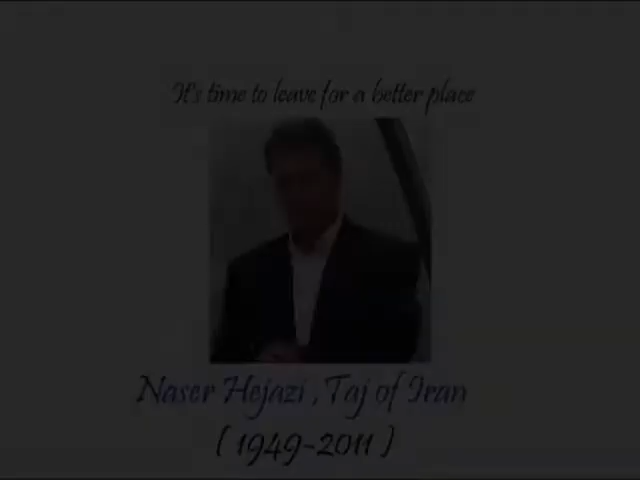 It's time to leave for a better place
Naser Hejazi , Taj of Iran
( 1949-2011 )